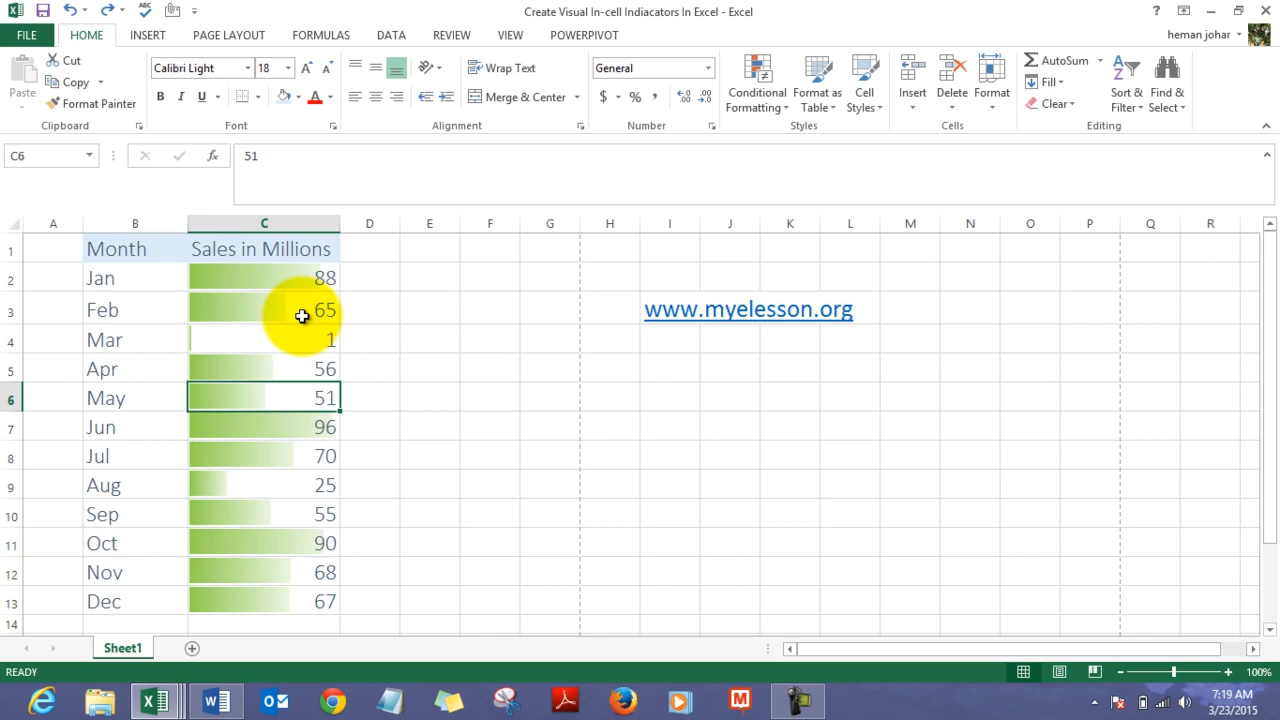 Create Visual In-cell Indiacators In Excel - Excel
FILE HOME INSERT PAGE LAYOUT FORMULAS DATA REVIEW VIEW POWERPIVOT heman johar
Cut
Copy
Format Painter
Paste
Clipboard
Calibri Light 18
B I U A
Font
Wrap Text
Merge & Center
Alignment
General
$ % ,
Number
Conditional Formatting
Format as Table
Cell Styles
Styles
Insert Delete Format
Cells
AutoSum
Fill
Clear
Sort & Filter
Find & Select
Editing
C6 fx 51
A B C D E F G H I J K L M N O P Q R
1 Month Sales in Millions
2 Jan 88
3 Feb 65 www.myelesson.org
4 Mar 1
5 Apr 56
6 May 51
7 Jun 96
8 Jul 70
9 Aug 25
10 Sep 55
11 Oct 90
12 Nov 68
13 Dec 67
14
Sheet1
READY 100%
7:19 AM
3/23/2015